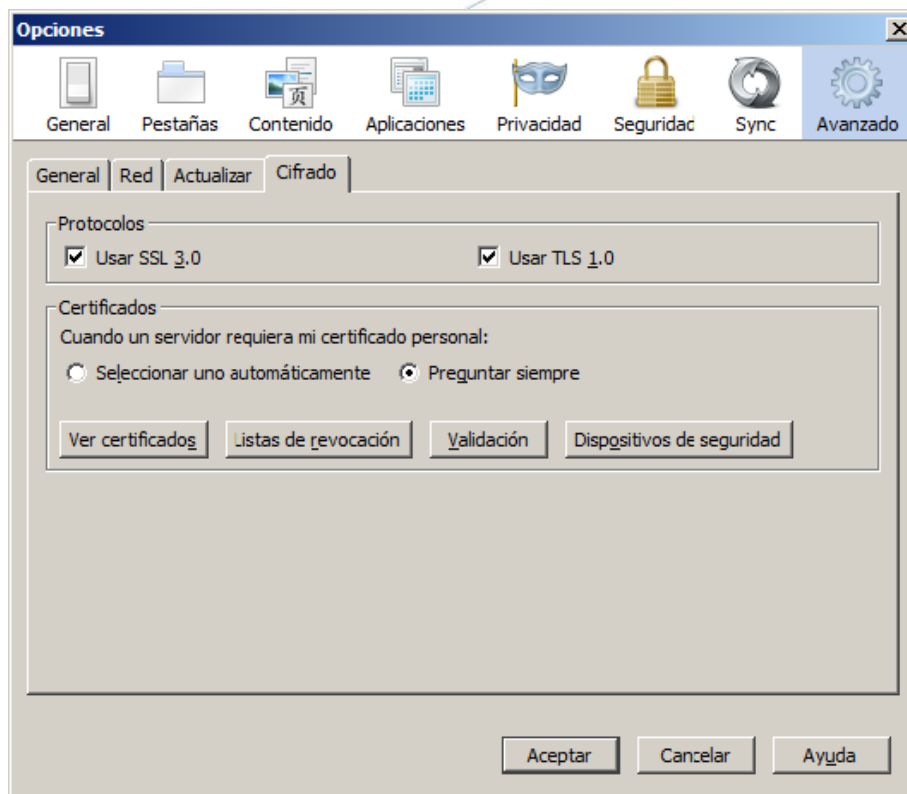 Opciones
General Pestañas Contenido Aplicaciones Privacidad Seguridad Sync Avanzado
General Red Actualizar Cifrado
Protocolos
Usar SSL 3.0 Usar TLS 1.0
Certificados
Cuando un servidor requiera mi certificado personal:
Seleccionar uno automáticamente Preguntar siempre
Ver certificados Listas de revocación Validación Dispositivos de seguridad
Aceptar Cancelar Ayuda